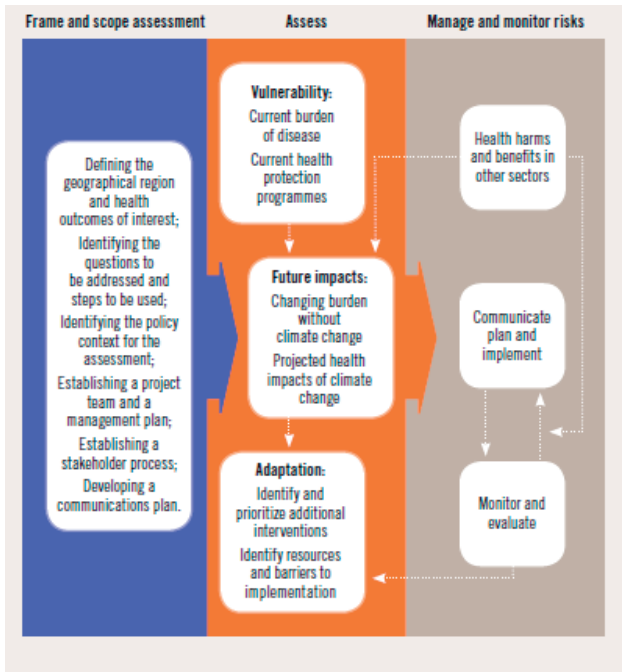 Frame and scope assessment
Assess
Manage and monitor risks
Defining the
geographical region
and health
outcomes of interest;
Identifying the
questions to
be addressed and
steps to be used;
Identifying the policy
context for the
assessment;
Establishing a project
team and a
management plan;
Establishing a
stakeholder process;
Developing a
communications plan.
Vulnerability:
Current burden
of disease
Current health
protection
programmes
Future impacts:
Changing burden
without
climate change
Projected health
impacts of climate
change
Adaptation:
Identify and
prioritize additional
interventions
Identify resources
and barriers to
implementation
Health harms
and benefits in
other sectors
Communicate
plan and
implement
Monitor and
evaluate